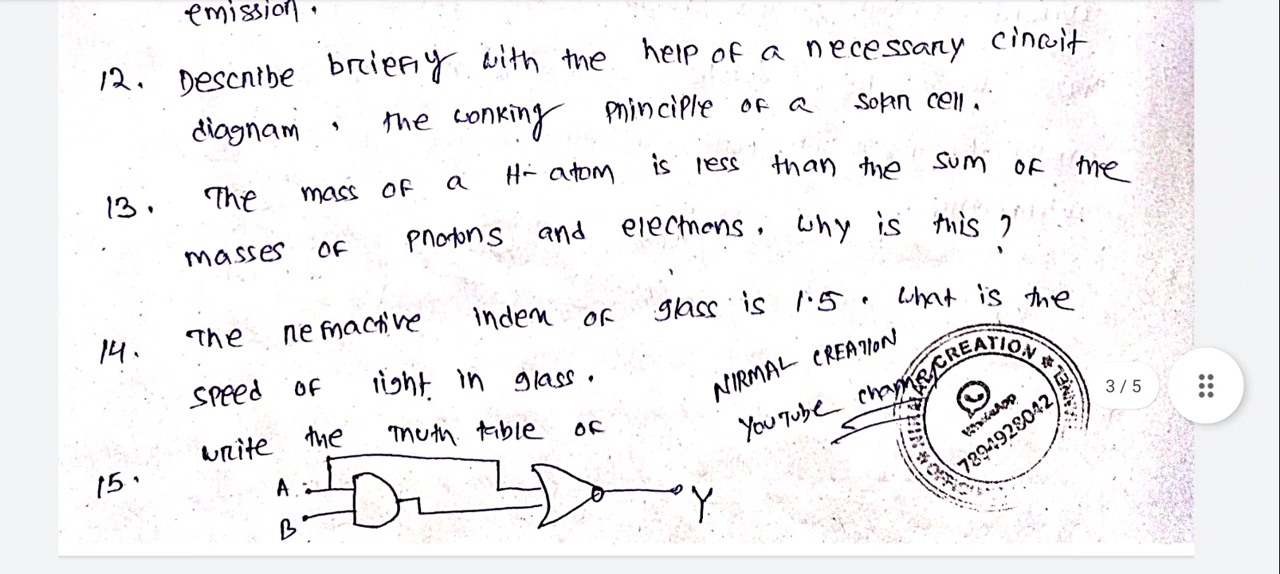 emission.
12. Describe briefly with the help of a necessary circuit
diagram, the working principle of a solar cell.
13. The mass of a H- atom is less than the sum of the
masses of protons and electrons. Why is this?
14. The refractive index of glass is 1.5. What is the
speed of light in glass.
NIRMAL CREATION
YouTube channel
CREATION
WhatsApp
7894928042
3 / 5
15. write the truth table of
A
B
Y